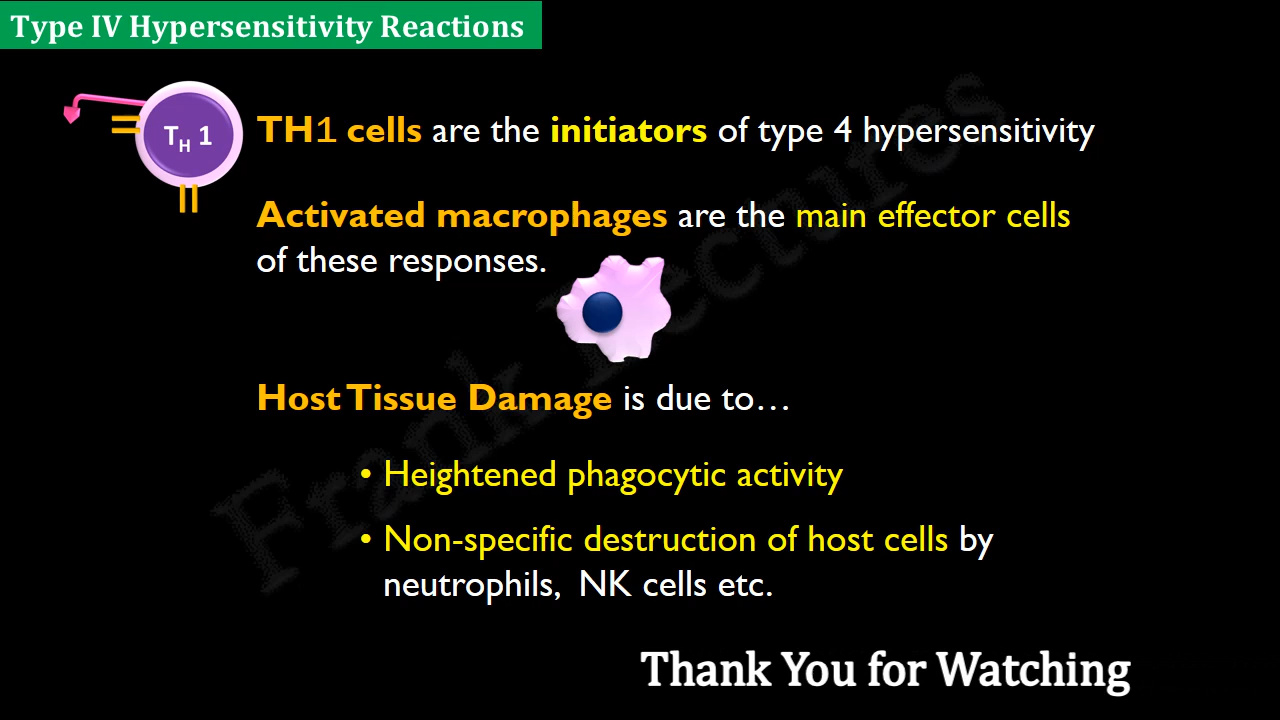 Type IV Hypersensitivity Reactions
TH 1
TH1 cells are the initiators of type 4 hypersensitivity
Activated macrophages are the main effector cells
of these responses.
Host Tissue Damage is due to…
• Heightened phagocytic activity
• Non-specific destruction of host cells by
neutrophils, NK cells etc.
Thank You for Watching
Frank Lectures